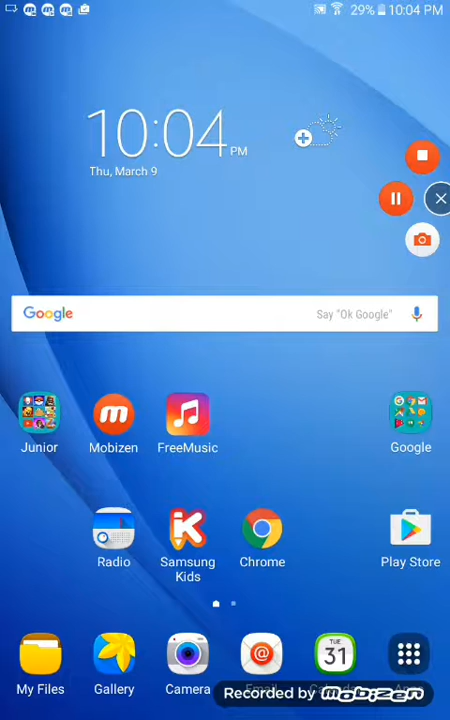 29% 10:04 PM
10:04 PM
Thu, March 9
Google Say "Ok Google"
Junior
Mobizen
FreeMusic
Google
Radio
Samsung
Kids
Chrome
Play Store
TUE
31
My Files
Gallery
Camera
Recorded by mobizen